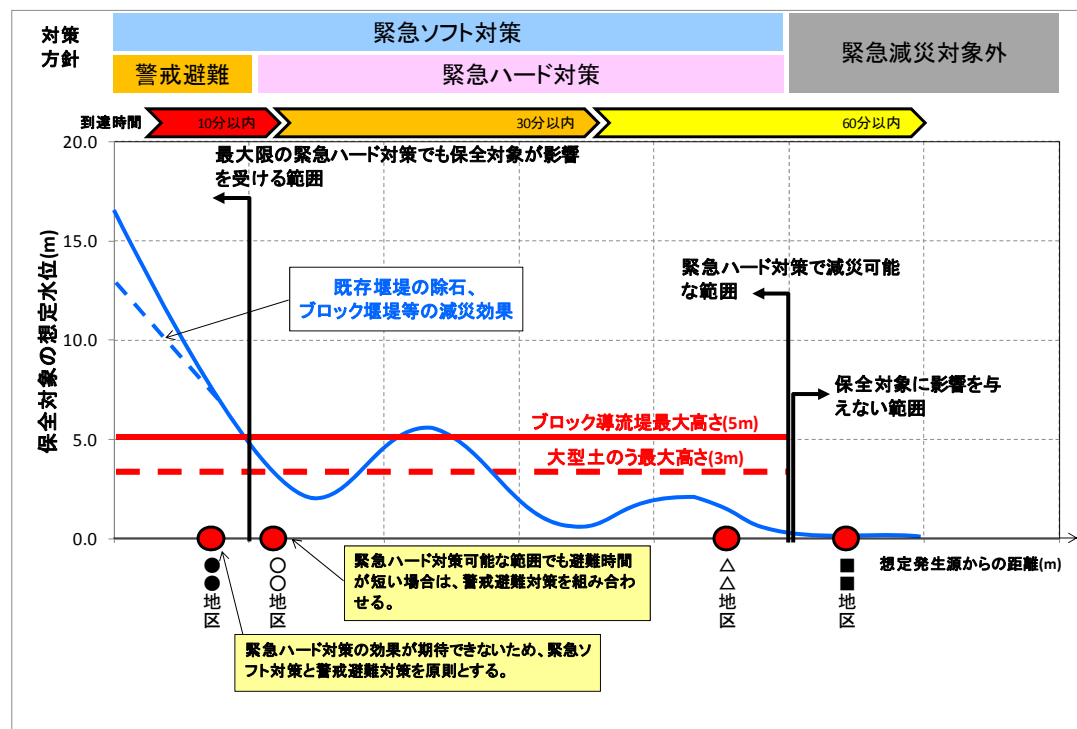 対策
方針
緊急ソフト対策
緊急減災対象外
警戒避難
緊急ハード対策
到達時間
10分以内
30分以内
60分以内
20.0
15.0
10.0
5.0
0.0
保全対象の想定水位(m)
最大限の緊急ハード対策でも保全対象が影響
を受ける範囲
既存堰堤の除石、
ブロック堰堤等の減災効果
緊急ハード対策で減災可能
な範囲
保全対象に影響を与
えない範囲
ブロック導流堤最大高さ(5m)
大型土のう最大高さ(3m)
想定発生源からの距離(m)
●●地区
○○地区
△△地区
■■地区
緊急ハード対策可能な範囲でも避難時間
が短い場合は、警戒避難対策を組み合わ
せる。
緊急ハード対策の効果が期待できないため、緊急ソ
フト対策と警戒避難対策を原則とする。